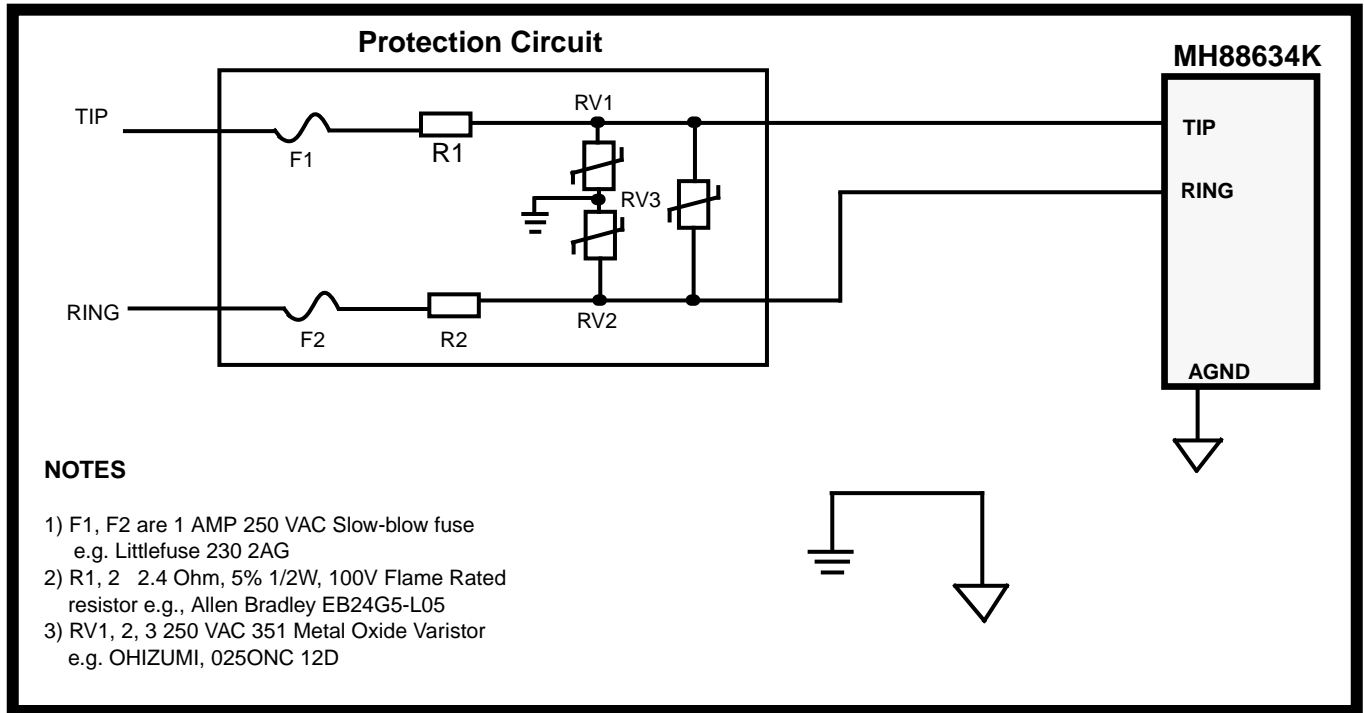 Protection Circuit
MH88634K
TIP
RV1
TIP
F1
R1
RING
RV3
RING
F2
R2
RV2
AGND
NOTES
1) F1, F2 are 1 AMP 250 VAC Slow-blow fuse
e.g. Littlefuse 230 2AG
2) R1, 2 2.4 Ohm, 5% 1/2W, 100V Flame Rated
resistor e.g., Allen Bradley EB24G5-L05
3) RV1, 2, 3 250 VAC 351 Metal Oxide Varistor
e.g. OHIZUMI, 025ONC 12D